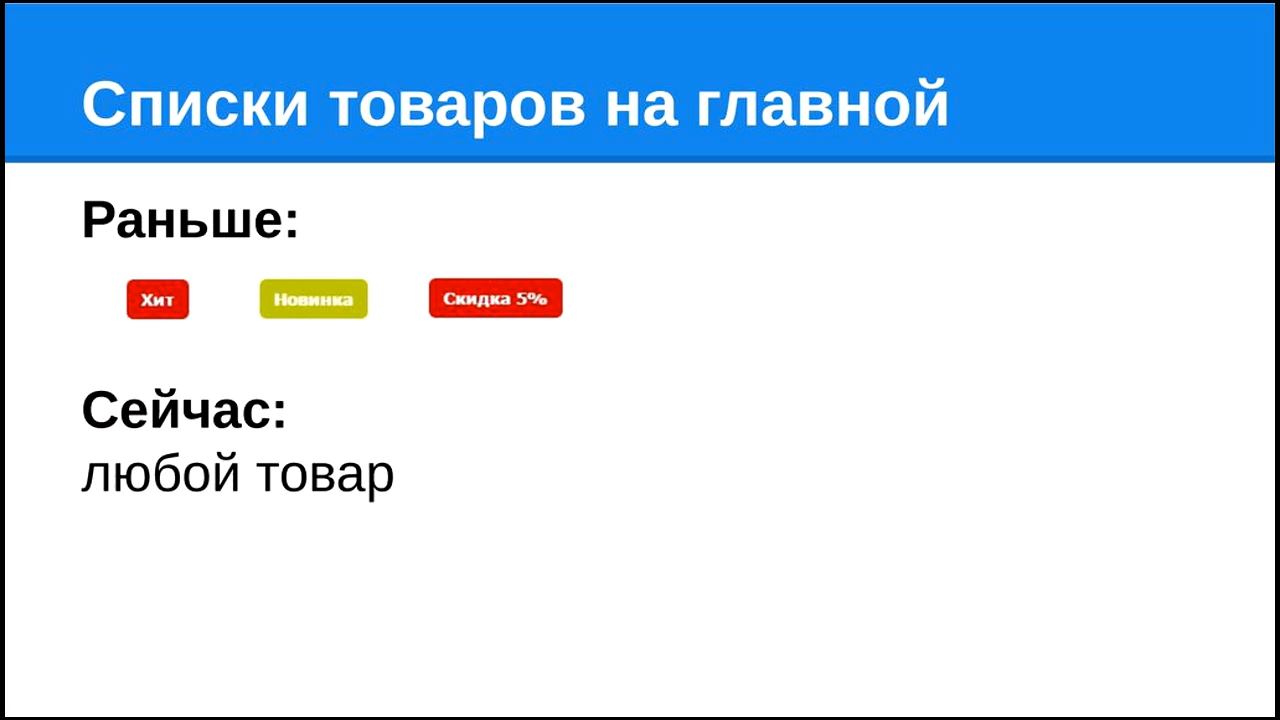 Списки товаров на главной
Раньше:
Хит Новинка Скидка 5%
Сейчас:
любой товар